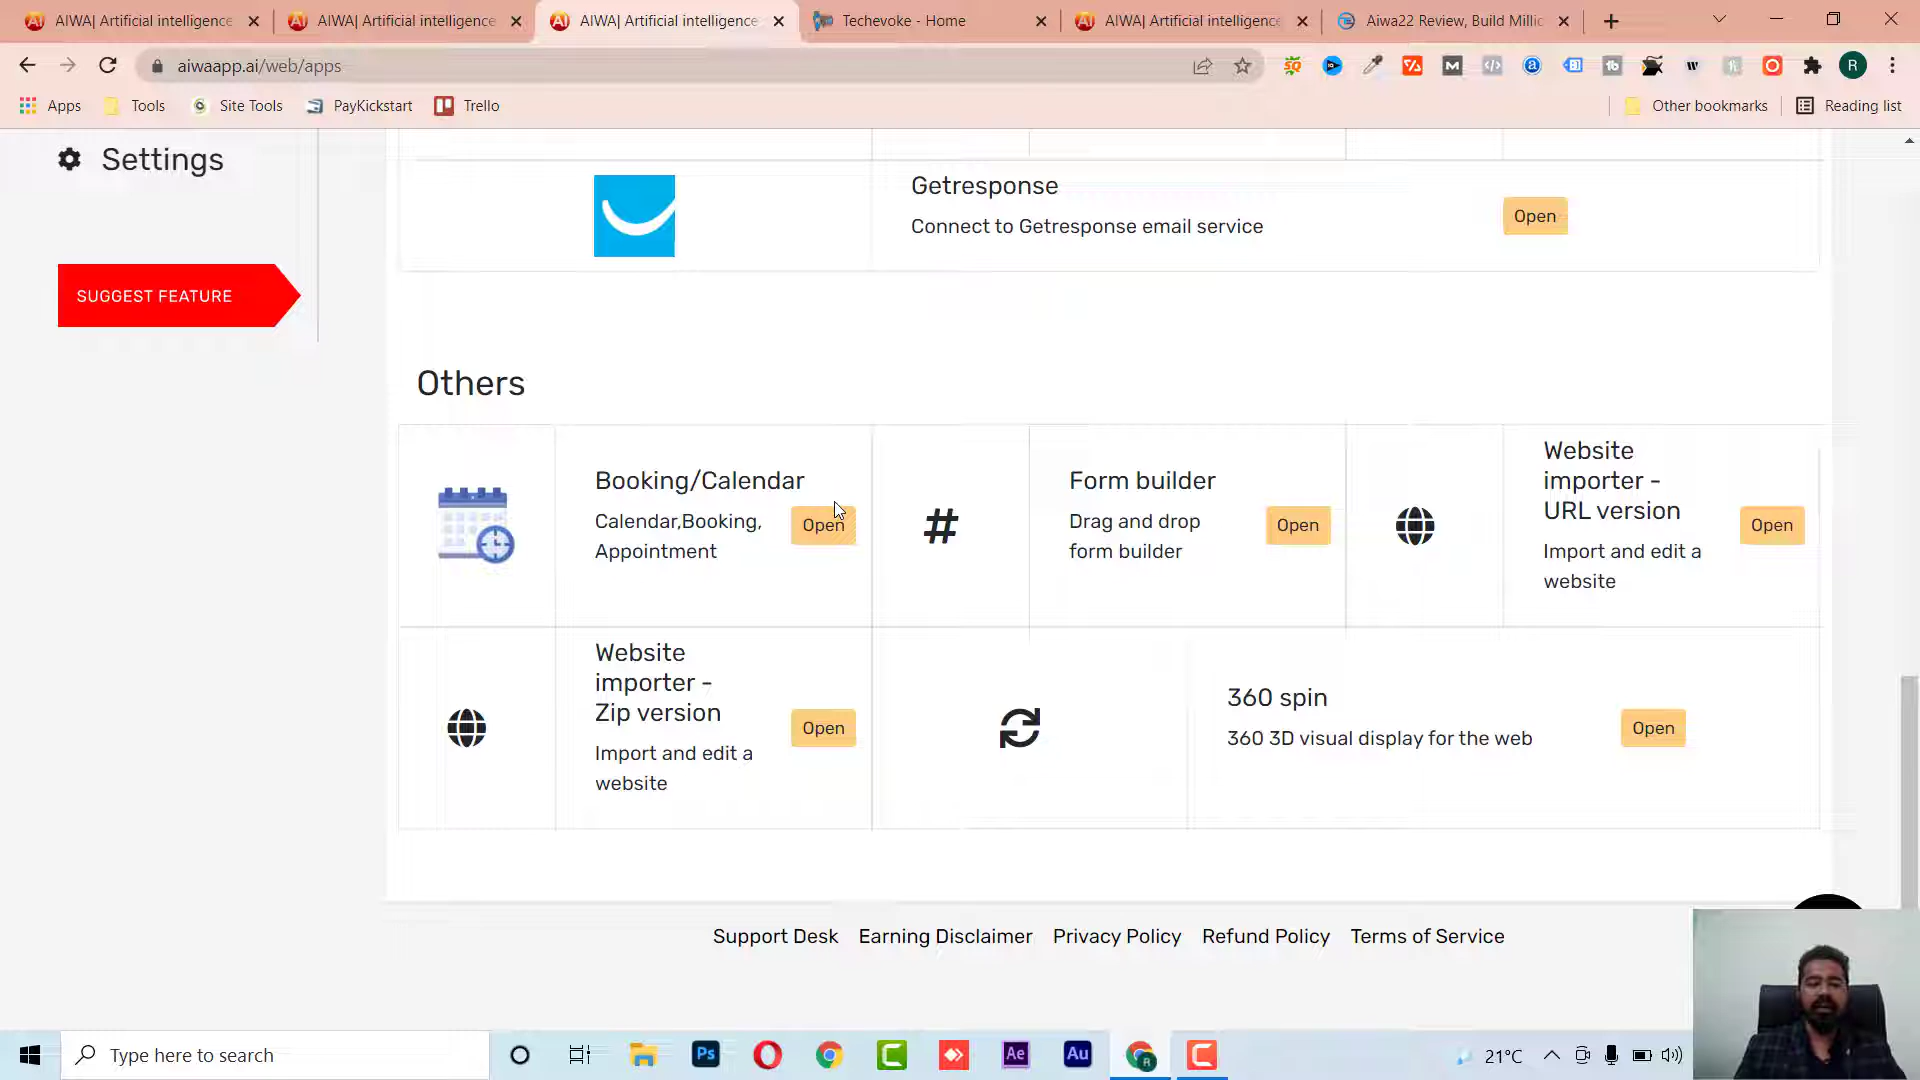 AIWA| Artificial intelligence
AIWA| Artificial intelligence
AIWA| Artificial intelligence
Techevoke - Home
AIWA| Artificial intelligence
Aiwa22 Review, Build Millic
aiwaapp.ai/web/apps
R
Apps
Tools
Site Tools
PayKickstart
Trello
Other bookmarks
Reading list
Settings
SUGGEST FEATURE
Getresponse
Connect to Getresponse email service
Open
Others
Booking/Calendar
Calendar,Booking,
Appointment
Open
#
Form builder
Drag and drop
form builder
Open
Website
importer -
URL version
Import and edit a
website
Open
Website
importer -
Zip version
Import and edit a
website
Open
360 spin
360 3D visual display for the web
Open
Support Desk
Earning Disclaimer
Privacy Policy
Refund Policy
Terms of Service
Type here to search
Ps
Ae
Au
21°C